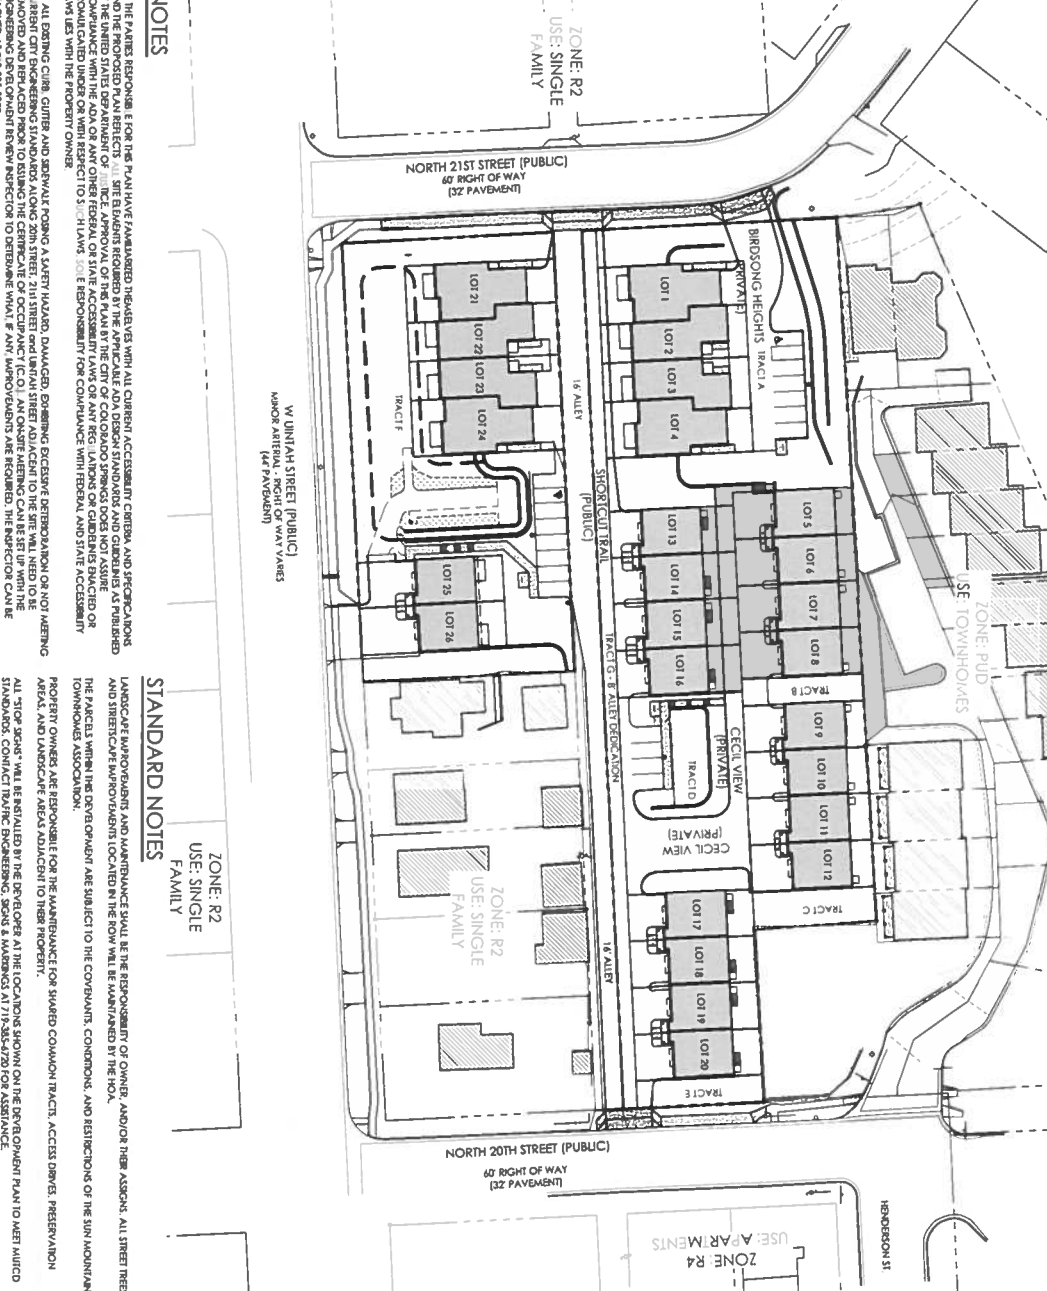 NOTES
THE PARTIES RESPONSIBLE FOR THIS PLAN HAVE FAMILIARIZED THEMSELVES WITH ALL CURRENT ACCESSIBILITY CRITERIA AND SPECIFICATIONS
THE PROPOSED PLAN REFLECTS ALL SITE ELEMENTS REQUIRED BY THE APPLICABLE ADA DESIGN STANDARDS AND GUIDELINES AS PUBLISHED
THE UNITED STATES DEPARTMENT OF JUSTICE. APPROVAL OF THIS PLAN BY THE CITY OF COLORADO SPRINGS DOES NOT ASSURE
COMPLIANCE WITH THE ADA OR ANY OTHER FEDERAL OR STATE ACCESSIBILITY LAWS OR ANY REGULATIONS OR GUIDELINES ENACTED OR
PROMULGATED UNDER OR WITH RESPECT TO SUCH LAWS. SOLE RESPONSIBILITY FOR COMPLIANCE WITH FEDERAL AND STATE ACCESSIBILITY
LIES WITH THE PROPERTY OWNER.
ALL EXISTING CURB, GUTTER AND SIDEWALK POSING A SAFETY HAZARD, DAMAGED, EXHIBITING EXCESSIVE DETERIORATION OR NOT MEETING
CITY ENGINEERING STANDARDS ALONG 20th STREET, 21st STREET and UINTAH STREET ADJACENT TO THE SITE WILL NEED TO BE
AND REPLACED PRIOR TO ISSUING THE CERTIFICATE OF OCCUPANCY (C.O.). AN ON-SITE MEETING CAN BE SET UP WITH THE
ENGINEERING DEVELOPMENT REVIEW INSPECTOR TO DETERMINE WHAT, IF ANY, IMPROVEMENTS ARE REQUIRED. THE INSPECTOR CAN BE
STANDARD NOTES
LANDSCAPE IMPROVEMENTS AND MAINTENANCE SHALL BE THE RESPONSIBILITY OF OWNER, AND/OR THEIR ASSIGNS. ALL STREET TREES
AND STREETSCAPE IMPROVEMENTS LOCATED IN THE ROW WILL BE MAINTAINED BY THE HOA.
THE PARCELS WITHIN THIS DEVELOPMENT ARE SUBJECT TO THE COVENANTS, CONDITIONS, AND RESTRICTIONS OF THE SUN MOUNTAIN
TOWNHOMES ASSOCIATION.
PROPERTY OWNERS ARE RESPONSIBLE FOR THE MAINTENANCE FOR SHARED COMMON TRACTS, ACCESS DRIVES, PRESERVATION
AREAS, AND LANDSCAPE AREAS ADJACENT TO THEIR PROPERTY.
ALL "STOP SIGNS" WILL BE INSTALLED BY THE DEVELOPER AT THE LOCATIONS SHOWN ON THE DEVELOPMENT PLAN TO MEET MUTCD
STANDARDS. CONTACT TRAFFIC ENGINEERING, SIGNS & MARKINGS AT 719-385-6720 FOR ASSISTANCE.
ZONE: R2
USE: SINGLE
FAMILY
NORTH 21ST STREET (PUBLIC)
60' RIGHT OF WAY
(32' PAVEMENT)
BIRDSONG HEIGHTS
(PRIVATE)
TRACT A
LOT 1
LOT 2
LOT 3
LOT 4
LOT 21
LOT 22
LOT 23
LOT 24
TRACT F
16' ALLEY
SHORTCUT TRAIL
(PUBLIC)
W UINTAH STREET (PUBLIC)
MINOR ARTERIAL - RIGHT OF WAY VARIES
(44' PAVEMENT)
LOT 5
LOT 6
LOT 7
LOT 8
LOT 13
LOT 14
LOT 15
LOT 16
LOT 25
LOT 26
TRACT B
TRACT G - 8' ALLEY DEDICATION
ZONE: PUD
USE: TOWNHOMES
LOT 9
LOT 10
LOT 11
LOT 12
TRACT D
CECIL VIEW
(PRIVATE)
CECIL VIEW
(PRIVATE)
TRACT C
ZONE: R2
USE: SINGLE
FAMILY
ZONE: R2
USE: SINGLE
FAMILY
16' ALLEY
LOT 17
LOT 18
LOT 19
LOT 20
TRACT E
NORTH 20TH STREET (PUBLIC)
60' RIGHT OF WAY
(32' PAVEMENT)
HENDERSON ST
ZONE: R4
USE: APARTMENTS